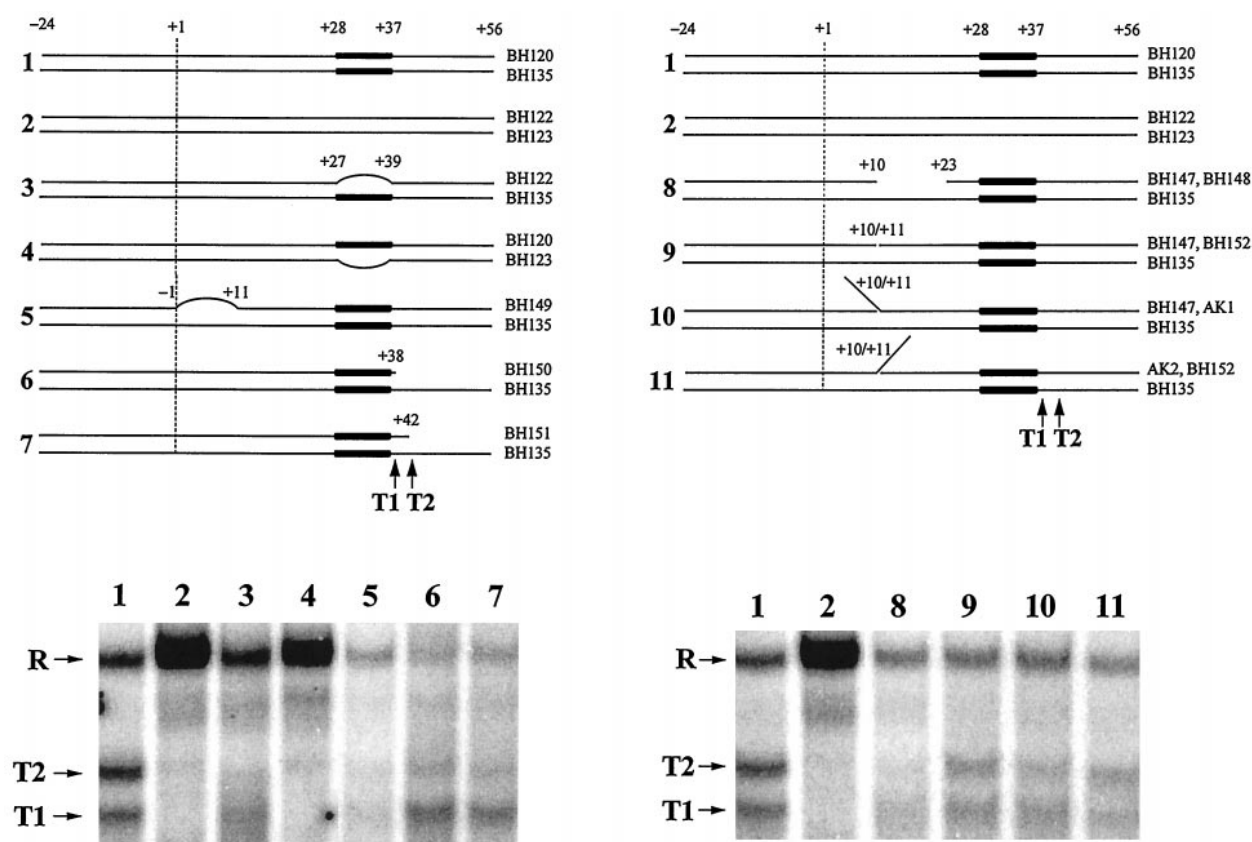 −24 +1 +28 +37 +56
1 BH120
BH135
2 BH122
BH123
+27 +39
3 BH122
BH135
4 BH120
BH123
−1 +11
5 BH149
BH135
+38
6 BH150
BH135
+42
7 BH151
BH135
T1 T2
−24 +1 +28 +37 +56
1 BH120
BH135
2 BH122
BH123
+10 +23
8 BH147, BH148
BH135
+10/+11
9 BH147, BH152
BH135
+10/+11
10 BH147, AK1
BH135
+10/+11
11 AK2, BH152
BH135
T1 T2
1 2 3 4 5 6 7
R
T2
T1
1 2 8 9 10 11
R
T2
T1